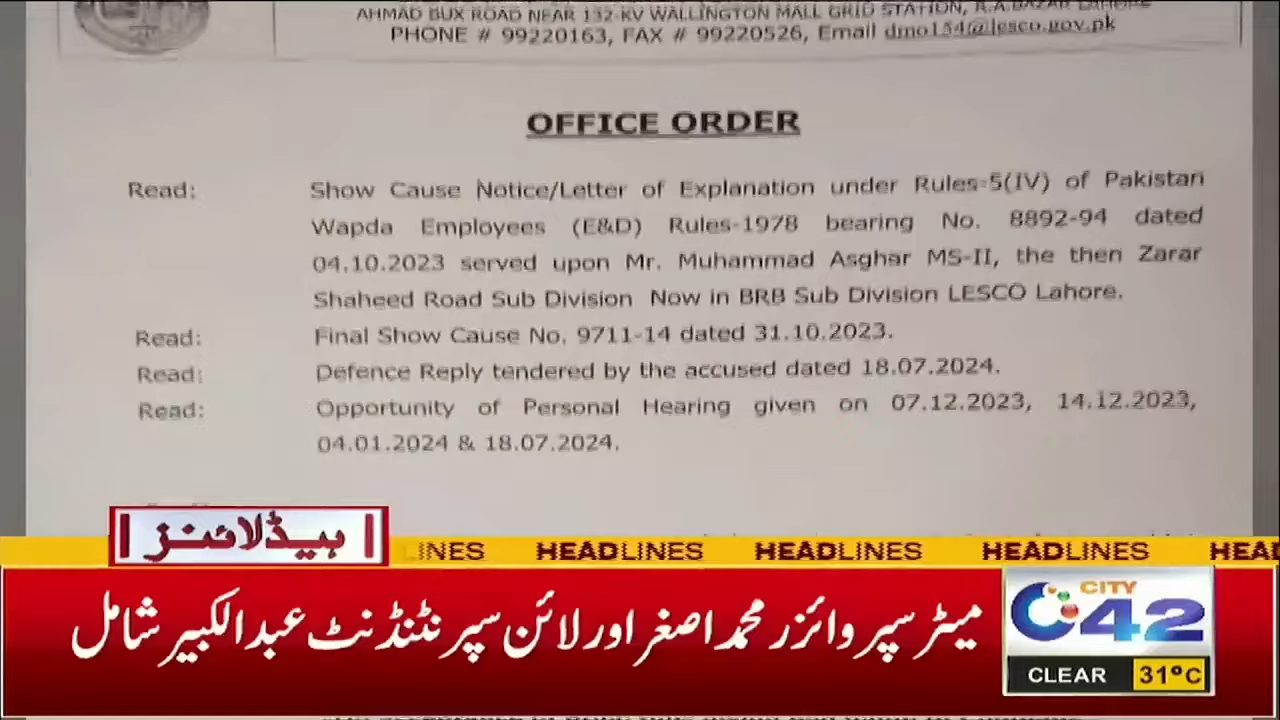 AHMAD BUX ROAD NEAR 132-KV WALLINGTON MALL GRID STATION, R.A.BAZAR LAHORE
PHONE # 99220163, FAX # 99220526, Email dmo154@lesco.gov.pk
OFFICE ORDER
Read: Show Cause Notice/Letter of Explanation under Rules-5(IV) of Pakistan
Wapda Employees (E&D) Rules-1978 bearing No. 8892-94 dated
04.10.2023 served upon Mr. Muhammad Asghar MS-II, the then Zarar
Shaheed Road Sub Division Now in BRB Sub Division LESCO Lahore.
Read: Final Show Cause No. 9711-14 dated 31.10.2023.
Read: Defence Reply tendered by the accused dated 18.07.2024.
Read: Opportunity of Personal Hearing given on 07.12.2023, 14.12.2023,
04.01.2024 & 18.07.2024.
ہیڈلائنز
LINES HEADLINES HEADLINES HEADLINES HEA
میٹر سپروائزر محمد اصغر اور لائن سپرنٹنڈنٹ عبدالکبیر شامل
CITY
42
CLEAR 31°C